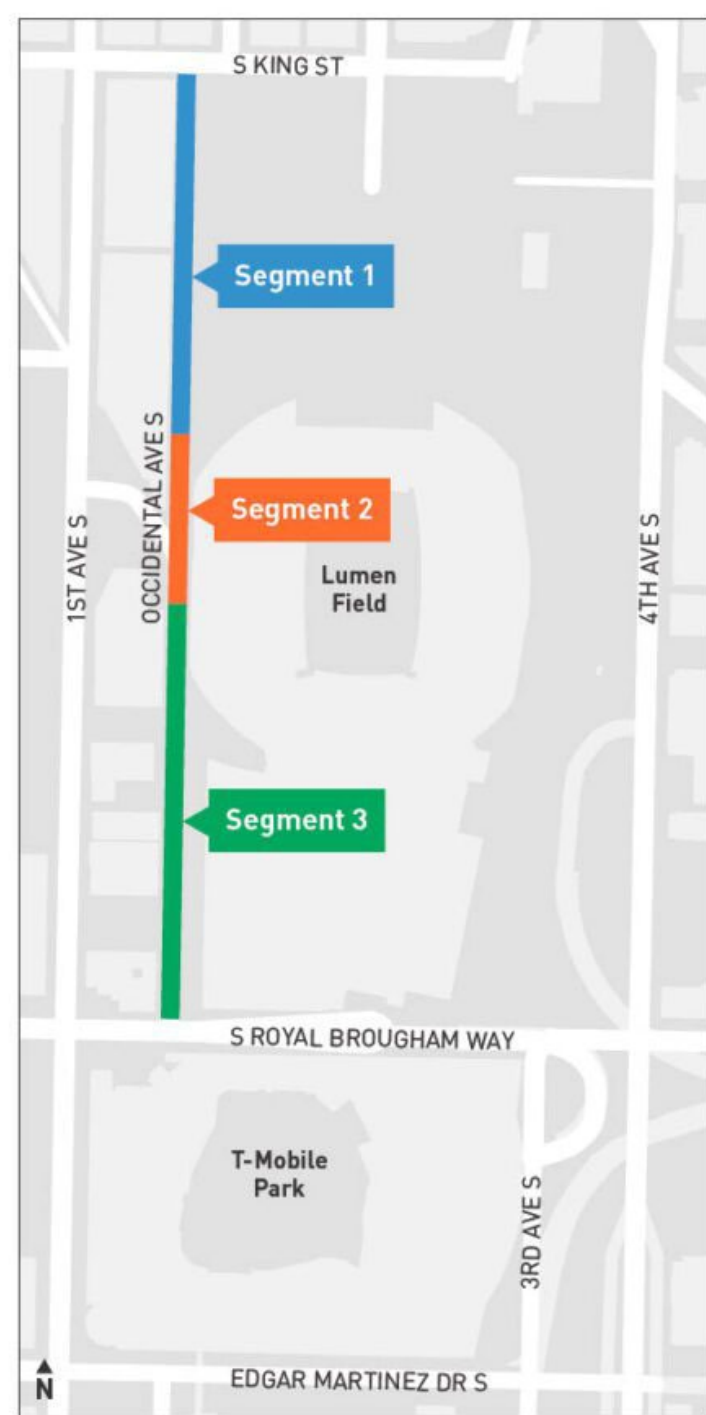 S KING ST
Segment 1
OCCIDENTAL AVE S
Segment 2
1ST AVE S
Lumen
Field
4TH AVE S
Segment 3
S ROYAL BROUGHAM WAY
T-Mobile
Park
3RD AVE S
EDGAR MARTINEZ DR S
N